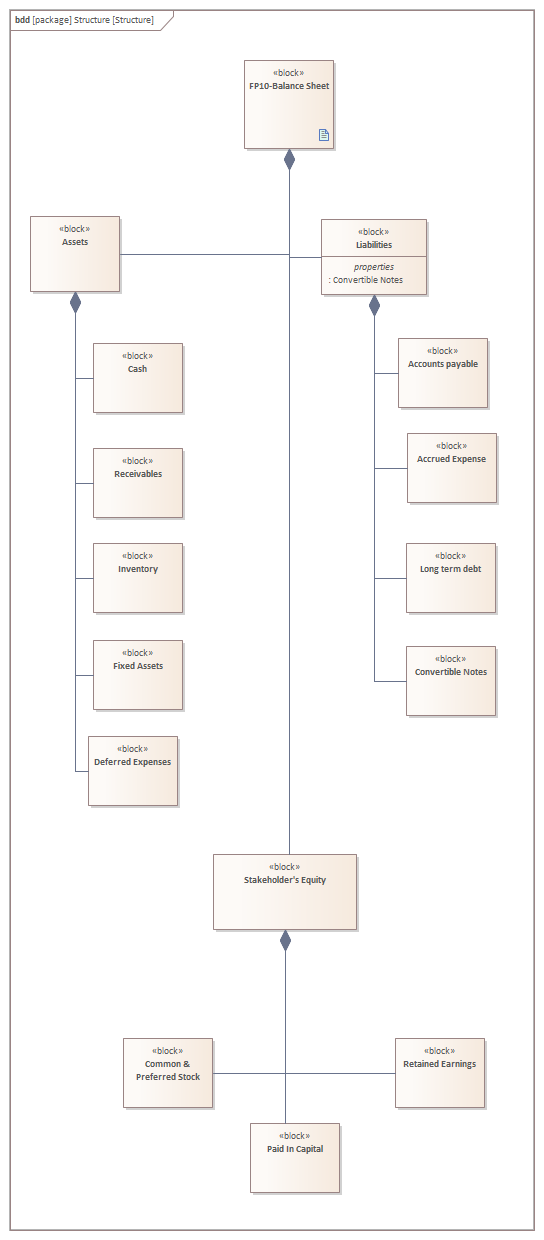 bdd [package] Structure [Structure]
«block»
FP10-Balance Sheet
«block»
Assets
«block»
Liabilities
properties
: Convertible Notes
«block»
Cash
«block»
Receivables
«block»
Inventory
«block»
Fixed Assets
«block»
Deferred Expenses
«block»
Accounts payable
«block»
Accrued Expense
«block»
Long term debt
«block»
Convertible Notes
«block»
Stakeholder's Equity
«block»
Common &
Preferred Stock
«block»
Retained Earnings
«block»
Paid In Capital